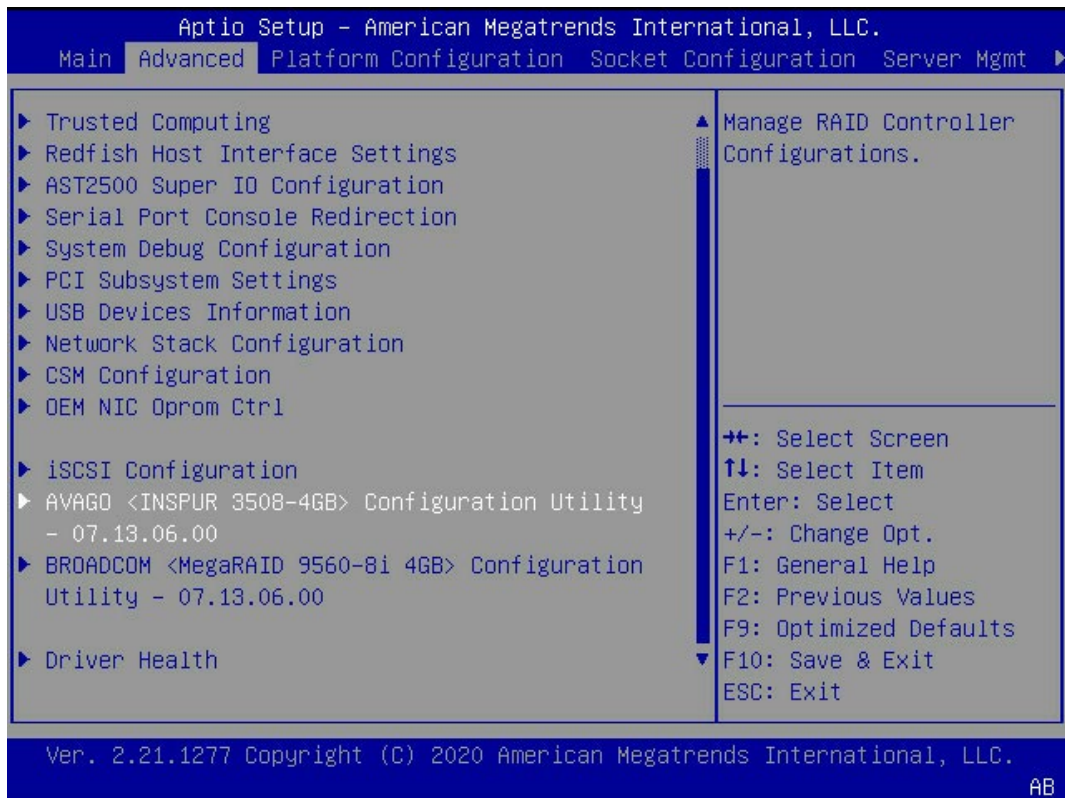 Aptio Setup – American Megatrends International, LLC.
Main Advanced Platform Configuration Socket Configuration Server Mgmt ▶
▶ Trusted Computing
▶ Redfish Host Interface Settings
▶ AST2500 Super IO Configuration
▶ Serial Port Console Redirection
▶ System Debug Configuration
▶ PCI Subsystem Settings
▶ USB Devices Information
▶ Network Stack Configuration
▶ CSM Configuration
▶ OEM NIC Oprom Ctrl
▶ iSCSI Configuration
▶ AVAGO <INSPUR 3508-4GB> Configuration Utility
– 07.13.06.00
▶ BROADCOM <MegaRAID 9560-8i 4GB> Configuration
Utility – 07.13.06.00
▶ Driver Health
Manage RAID Controller
Configurations.
→←: Select Screen
↑↓: Select Item
Enter: Select
+/-: Change Opt.
F1: General Help
F2: Previous Values
F9: Optimized Defaults
F10: Save & Exit
ESC: Exit
Ver. 2.21.1277 Copyright (C) 2020 American Megatrends International, LLC.
AB